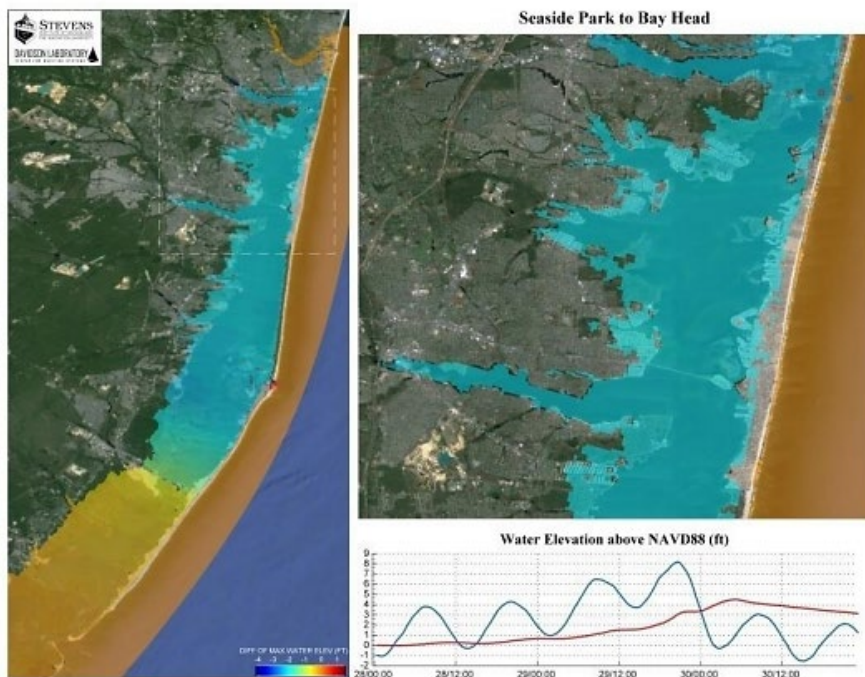 STEVENS
DAVIDSON LABORATORY
Seaside Park to Bay Head
DIFF OF MAX WATER ELEV (FT)
-4 -3 -2 -1 0 1
Water Elevation above NAVD88 (ft)
9
8
7
6
5
4
3
2
1
0
-1
-2
28/00:00 28/12:00 29/00:00 29/12:00 30/00:00 30/12:00